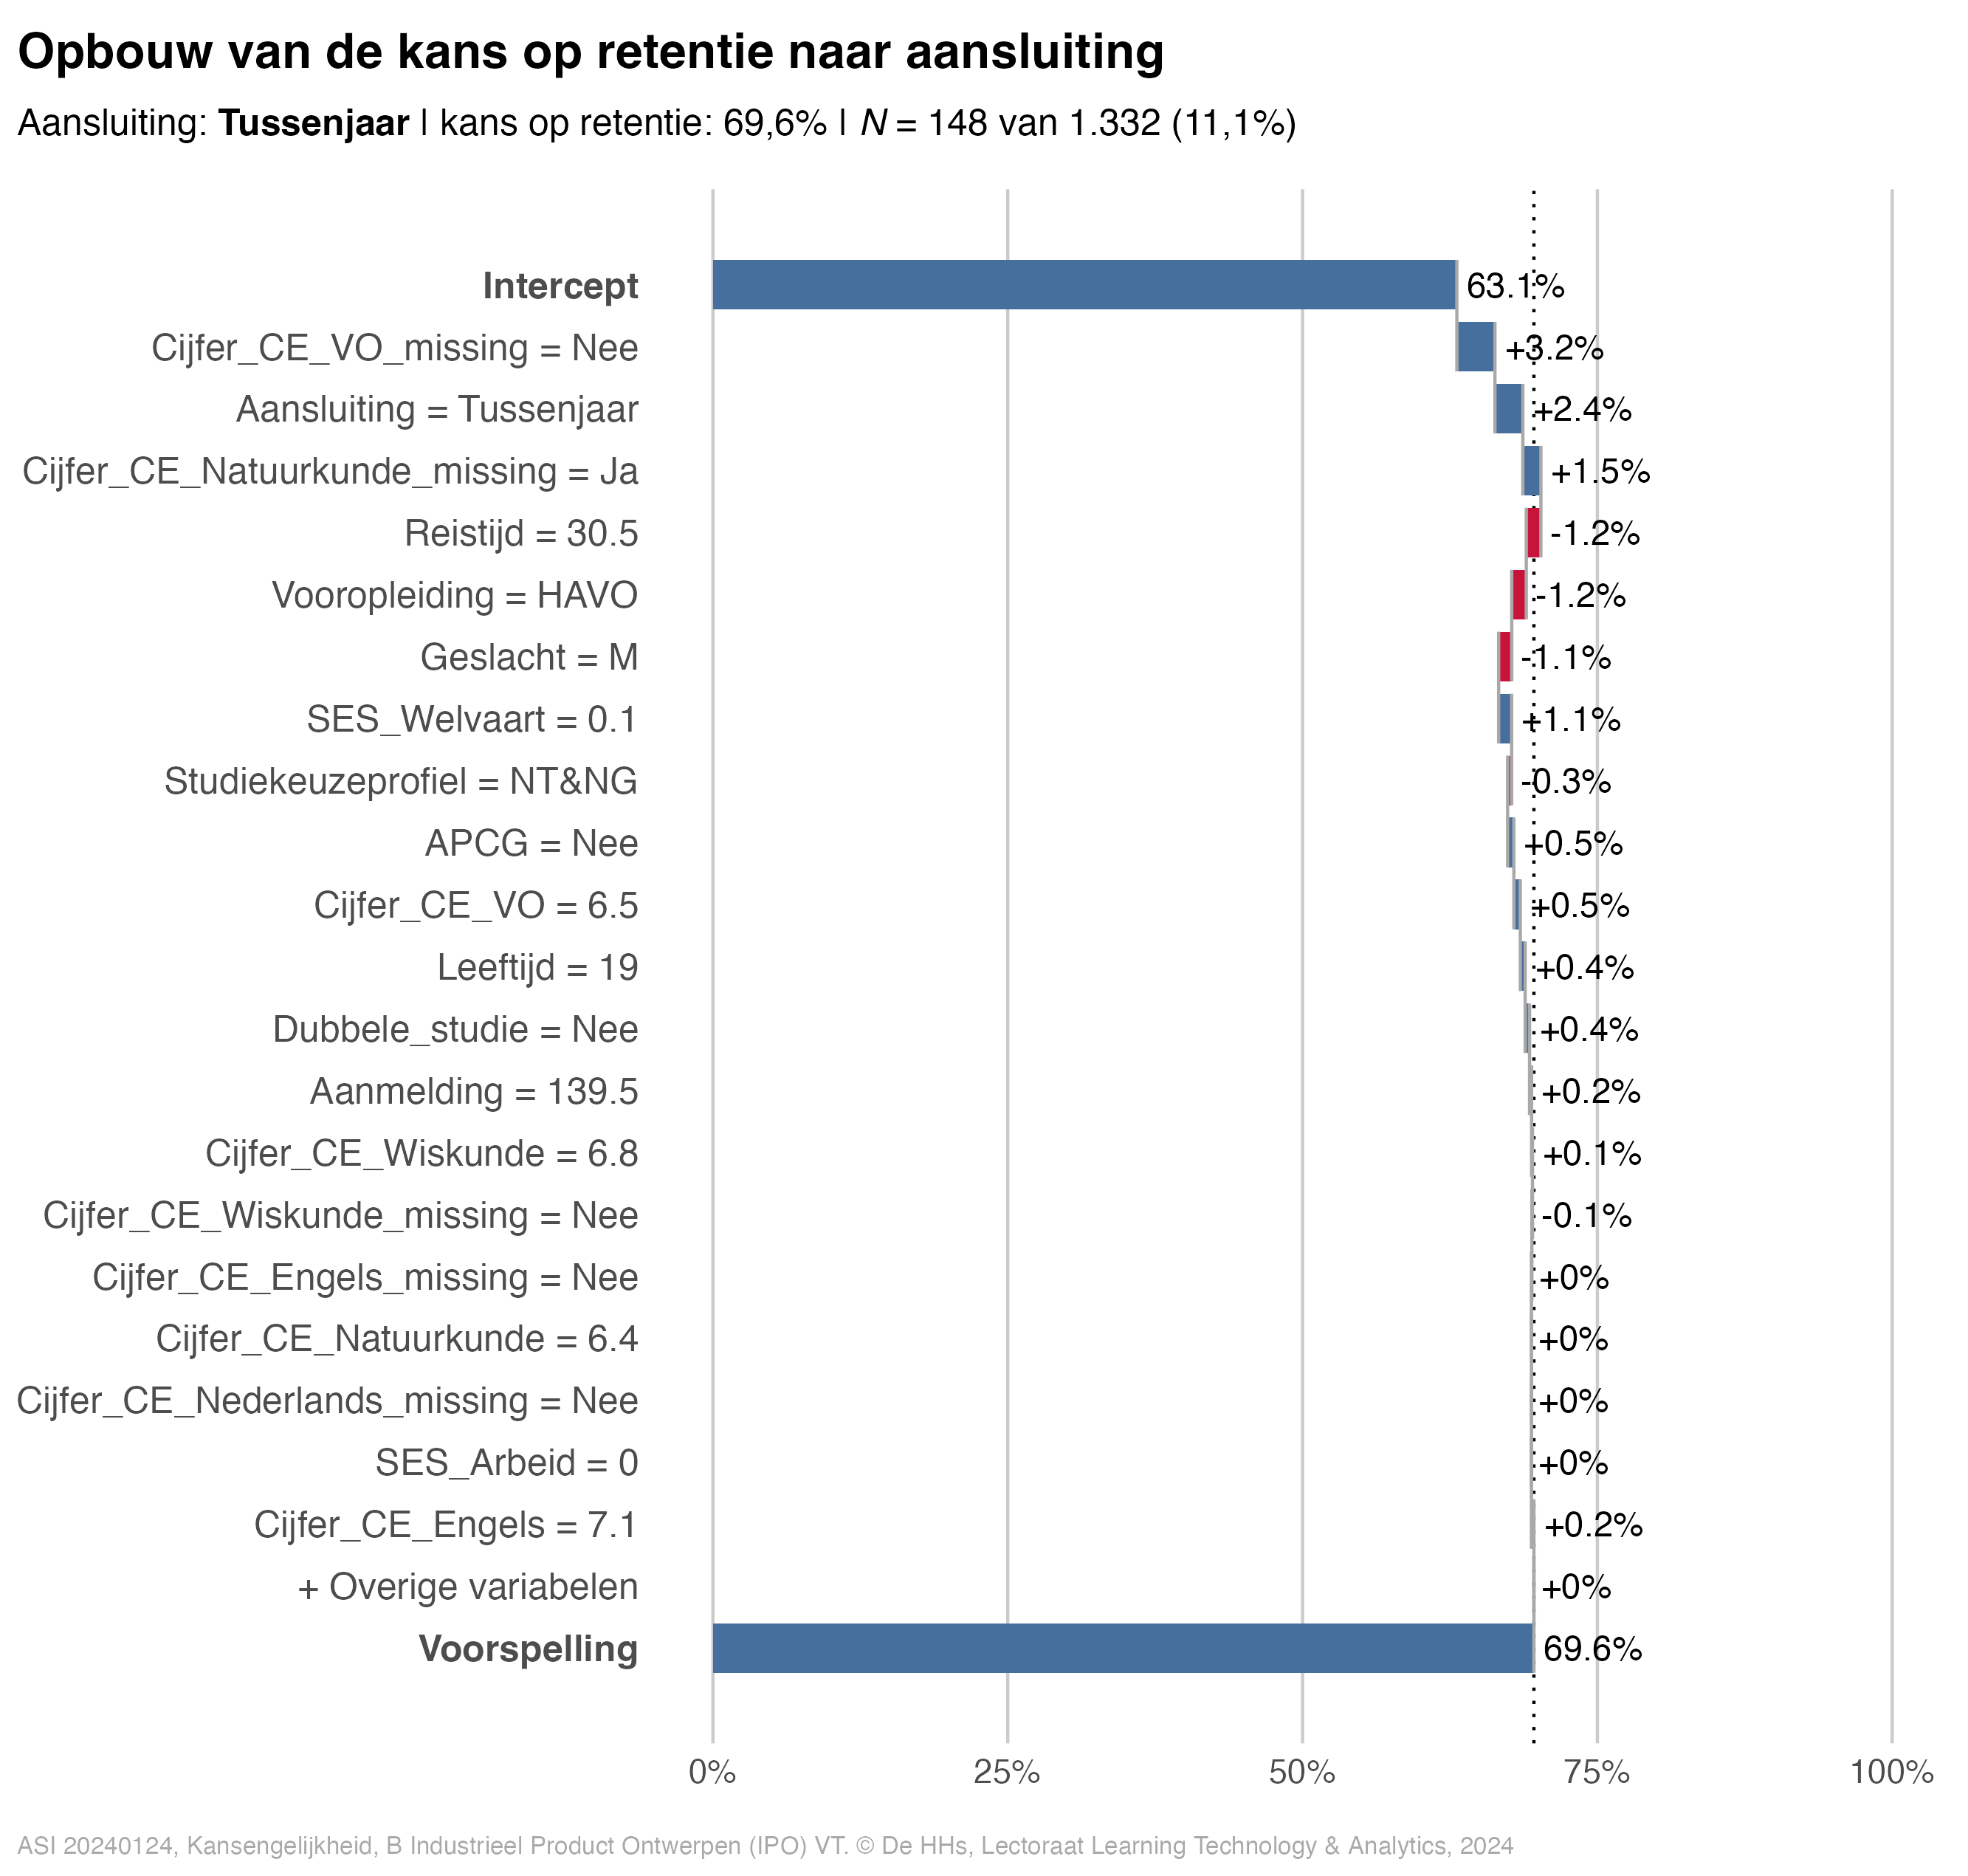 Opbouw van de kans op retentie naar aansluiting
Aansluiting: Tussenjaar | kans op retentie: 69,6% | N = 148 van 1.332 (11,1%)
Intercept 63.1%
Cijfer_CE_VO_missing = Nee +3.2%
Aansluiting = Tussenjaar +2.4%
Cijfer_CE_Natuurkunde_missing = Ja +1.5%
Reistijd = 30.5 -1.2%
Vooropleiding = HAVO -1.2%
Geslacht = M -1.1%
SES_Welvaart = 0.1 +1.1%
Studiekeuzeprofiel = NT&NG -0.3%
APCG = Nee +0.5%
Cijfer_CE_VO = 6.5 +0.5%
Leeftijd = 19 +0.4%
Dubbele_studie = Nee +0.4%
Aanmelding = 139.5 +0.2%
Cijfer_CE_Wiskunde = 6.8 +0.1%
Cijfer_CE_Wiskunde_missing = Nee -0.1%
Cijfer_CE_Engels_missing = Nee +0%
Cijfer_CE_Natuurkunde = 6.4 +0%
Cijfer_CE_Nederlands_missing = Nee +0%
SES_Arbeid = 0 +0%
Cijfer_CE_Engels = 7.1 +0.2%
+ Overige variabelen +0%
Voorspelling 69.6%
0% 25% 50% 75% 100%
ASI 20240124, Kansengelijkheid, B Industrieel Product Ontwerpen (IPO) VT. © De HHs, Lectoraat Learning Technology & Analytics, 2024